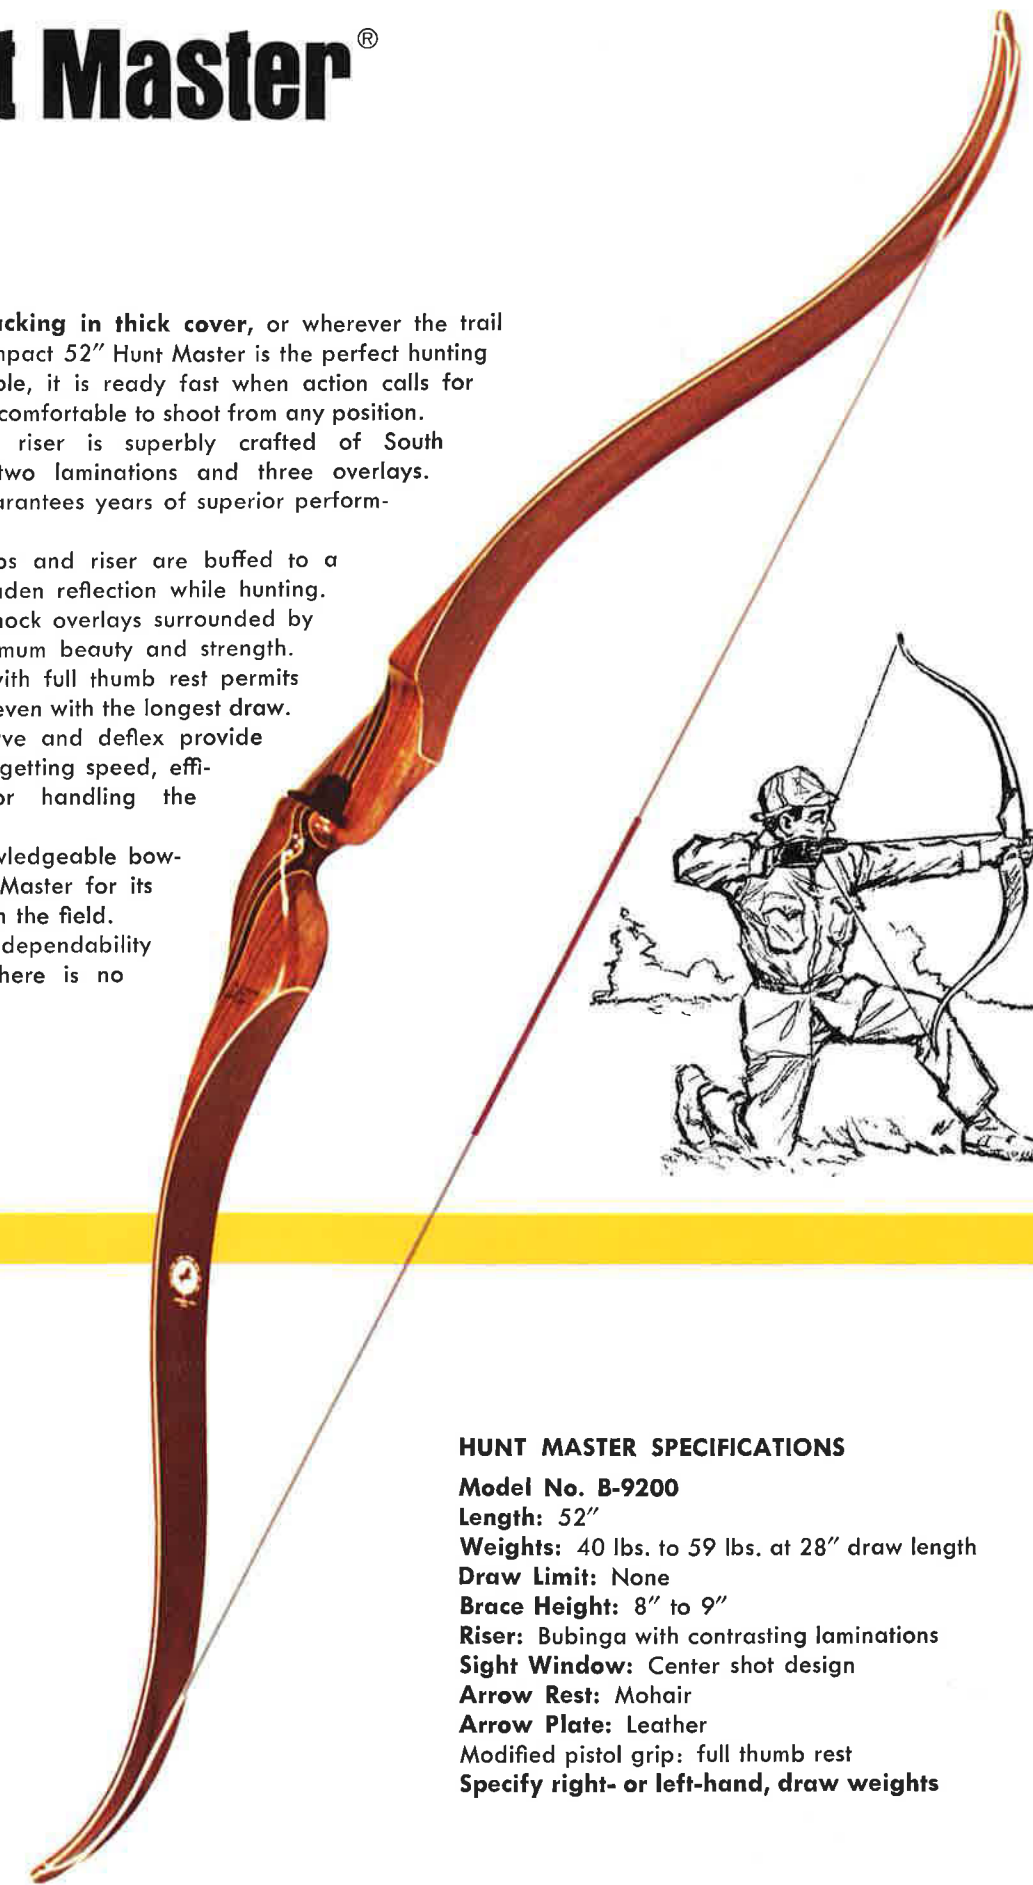 t Master®
acking in thick cover, or wherever the trail
mpact 52″ Hunt Master is the perfect hunting
ble, it is ready fast when action calls for
comfortable to shoot from any position.
riser is superbly crafted of South
two laminations and three overlays.
arantees years of superior perform-
bs and riser are buffed to a
dden reflection while hunting.
nock overlays surrounded by
mum beauty and strength.
with full thumb rest permits
even with the longest draw.
ve and deflex provide
getting speed, effi-
or handling the
wledgeable bow-
Master for its
n the field.
dependability
here is no
HUNT MASTER SPECIFICATIONS
Model No. B-9200
Length: 52″
Weights: 40 lbs. to 59 lbs. at 28″ draw length
Draw Limit: None
Brace Height: 8″ to 9″
Riser: Bubinga with contrasting laminations
Sight Window: Center shot design
Arrow Rest: Mohair
Arrow Plate: Leather
Modified pistol grip: full thumb rest
Specify right- or left-hand, draw weights